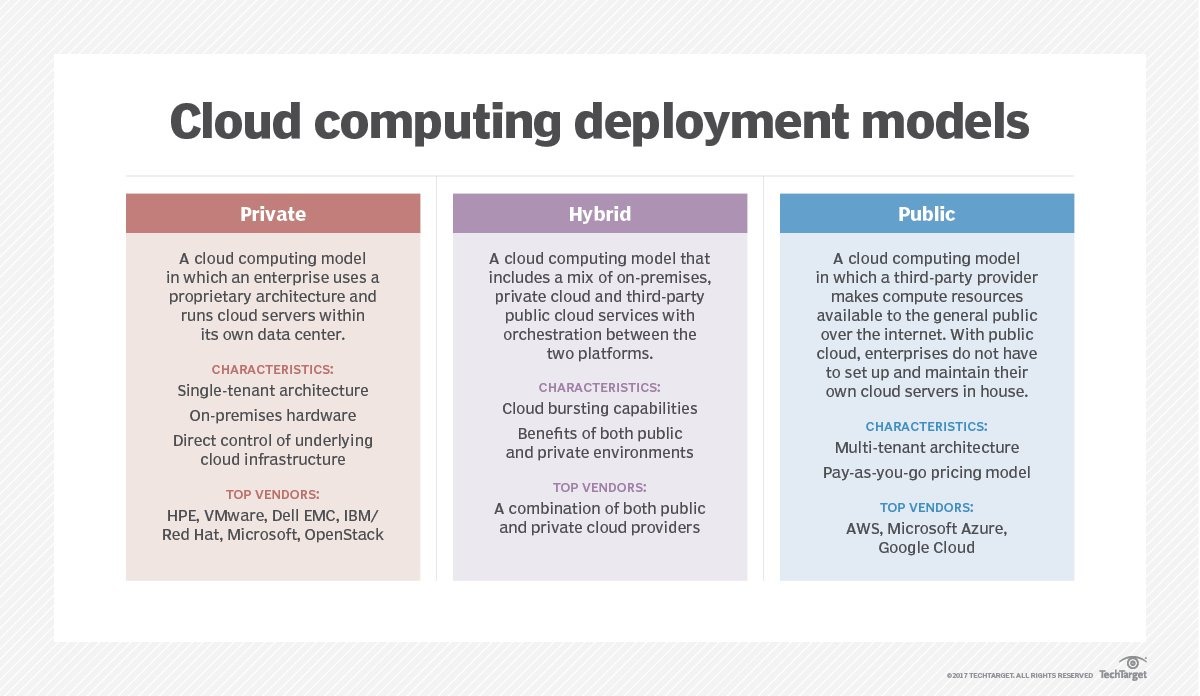 Cloud computing deployment models
Private
A cloud computing model
in which an enterprise uses a
proprietary architecture and
runs cloud servers within
its own data center.
CHARACTERISTICS:
Single-tenant architecture
On-premises hardware
Direct control of underlying
cloud infrastructure
TOP VENDORS:
HPE, VMware, Dell EMC, IBM/
Red Hat, Microsoft, OpenStack
Hybrid
A cloud computing model that
includes a mix of on-premises,
private cloud and third-party
public cloud services with
orchestration between the
two platforms.
CHARACTERISTICS:
Cloud bursting capabilities
Benefits of both public
and private environments
TOP VENDORS:
A combination of both public
and private cloud providers
Public
A cloud computing model
in which a third-party provider
makes compute resources
available to the general public
over the internet. With public
cloud, enterprises do not have
to set up and maintain their
own cloud servers in house.
CHARACTERISTICS:
Multi-tenant architecture
Pay-as-you-go pricing model
TOP VENDORS:
AWS, Microsoft Azure,
Google Cloud
©2017 TECHTARGET. ALL RIGHTS RESERVED
TechTarget